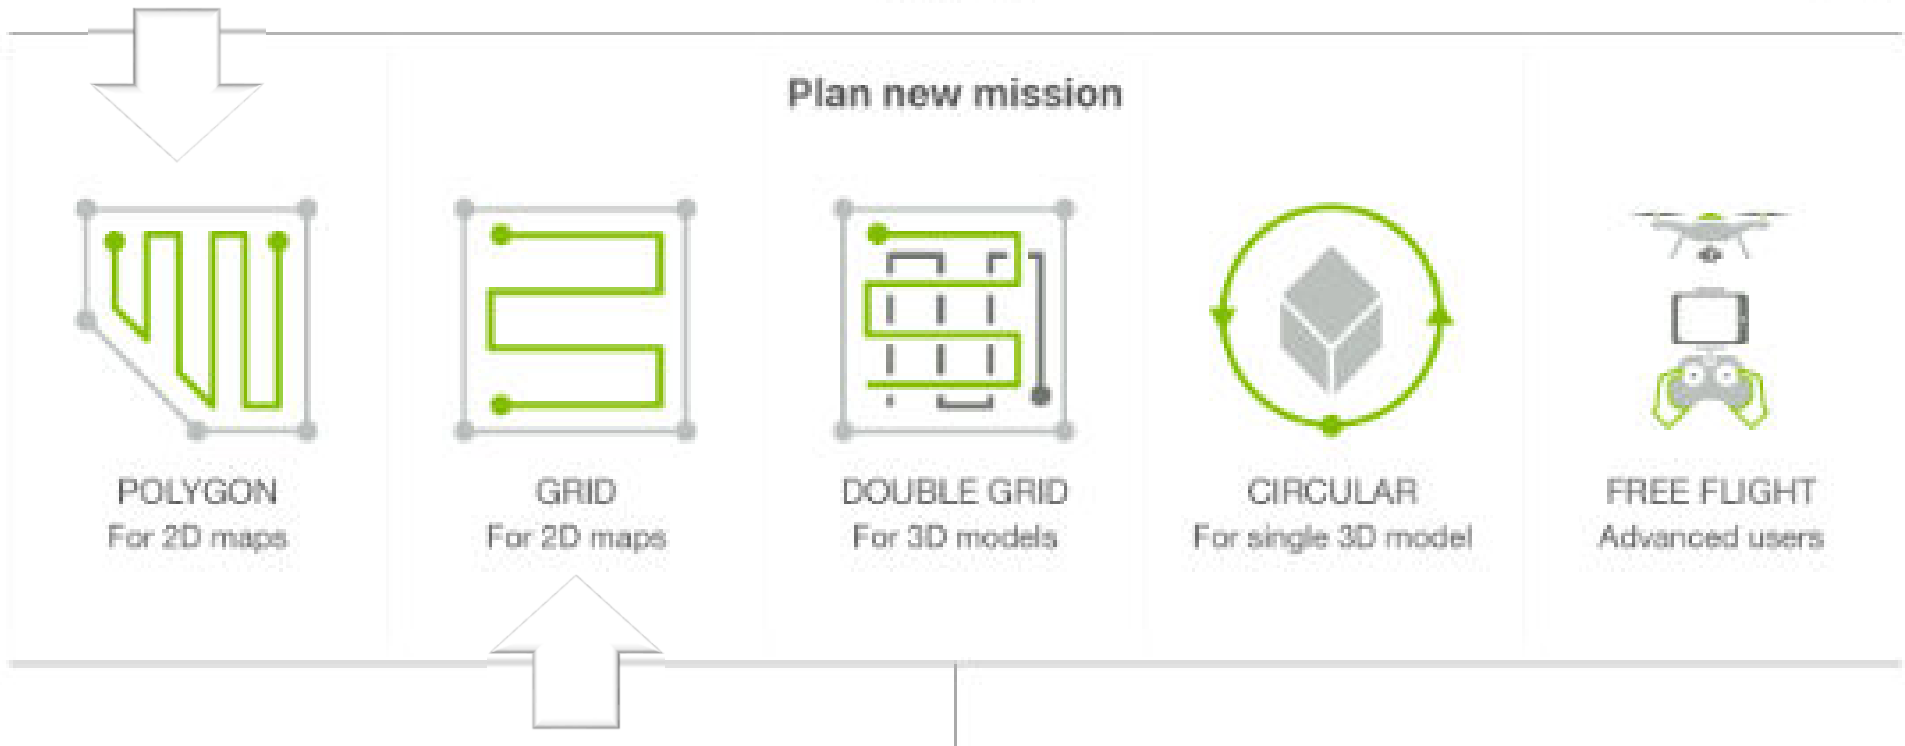 Plan new mission
POLYGON
For 2D maps
GRID
For 2D maps
DOUBLE GRID
For 3D models
CIRCULAR
For single 3D model
FREE FLIGHT
Advanced users